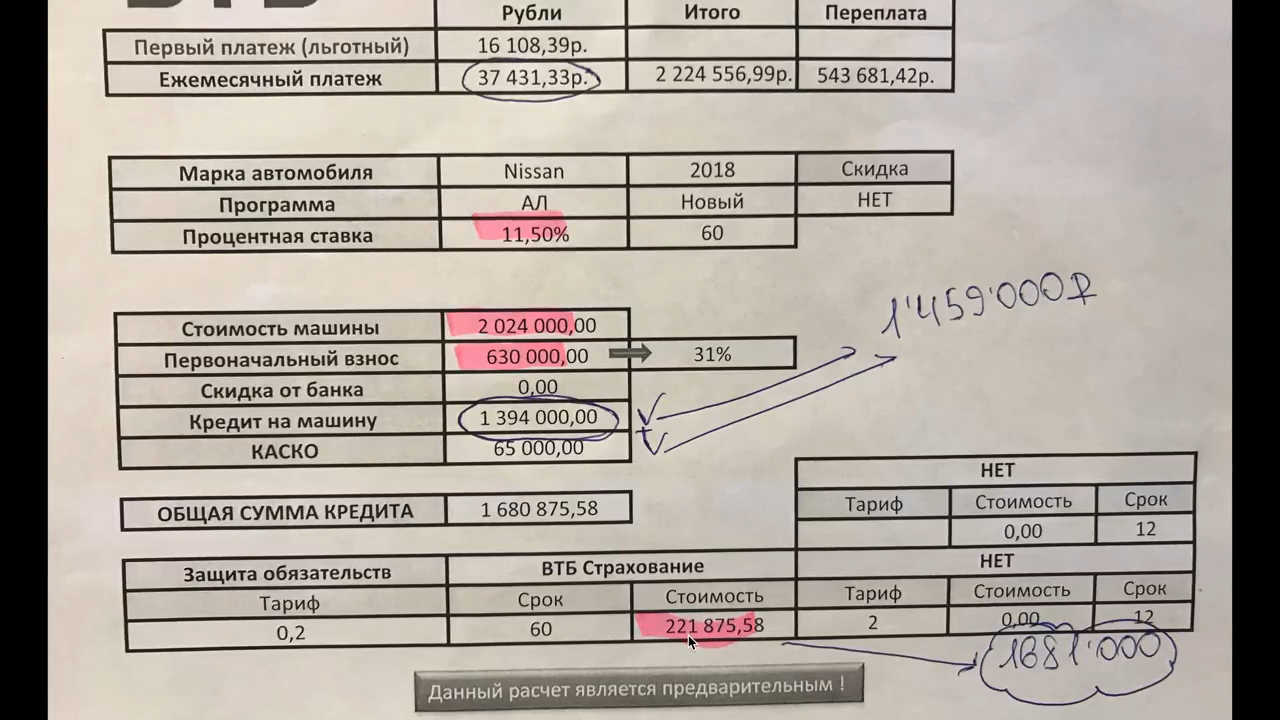 ВТБ
Рубли Итого Переплата
Первый платеж (льготный) 16 108,39р.
Ежемесячный платеж 37 431,33р. 2 224 556,99р. 543 681,42р.
Марка автомобиля Nissan 2018 Скидка
Программа АЛ Новый НЕТ
Процентная ставка 11,50% 60
1'459'000₽
Стоимость машины 2 024 000,00
Первоначальный взнос 630 000,00 31%
Скидка от банка 0,00
Кредит на машину 1 394 000,00
КАСКО 65 000,00
НЕТ
Тариф Стоимость Срок
0,00 12
ОБЩАЯ СУММА КРЕДИТА 1 680 875,58
Защита обязательств ВТБ Страхование НЕТ
Тариф Срок Стоимость Тариф Стоимость Срок
0,2 60 221 875,58 2 0,00 12
1681'000
Данный расчет является предварительным !